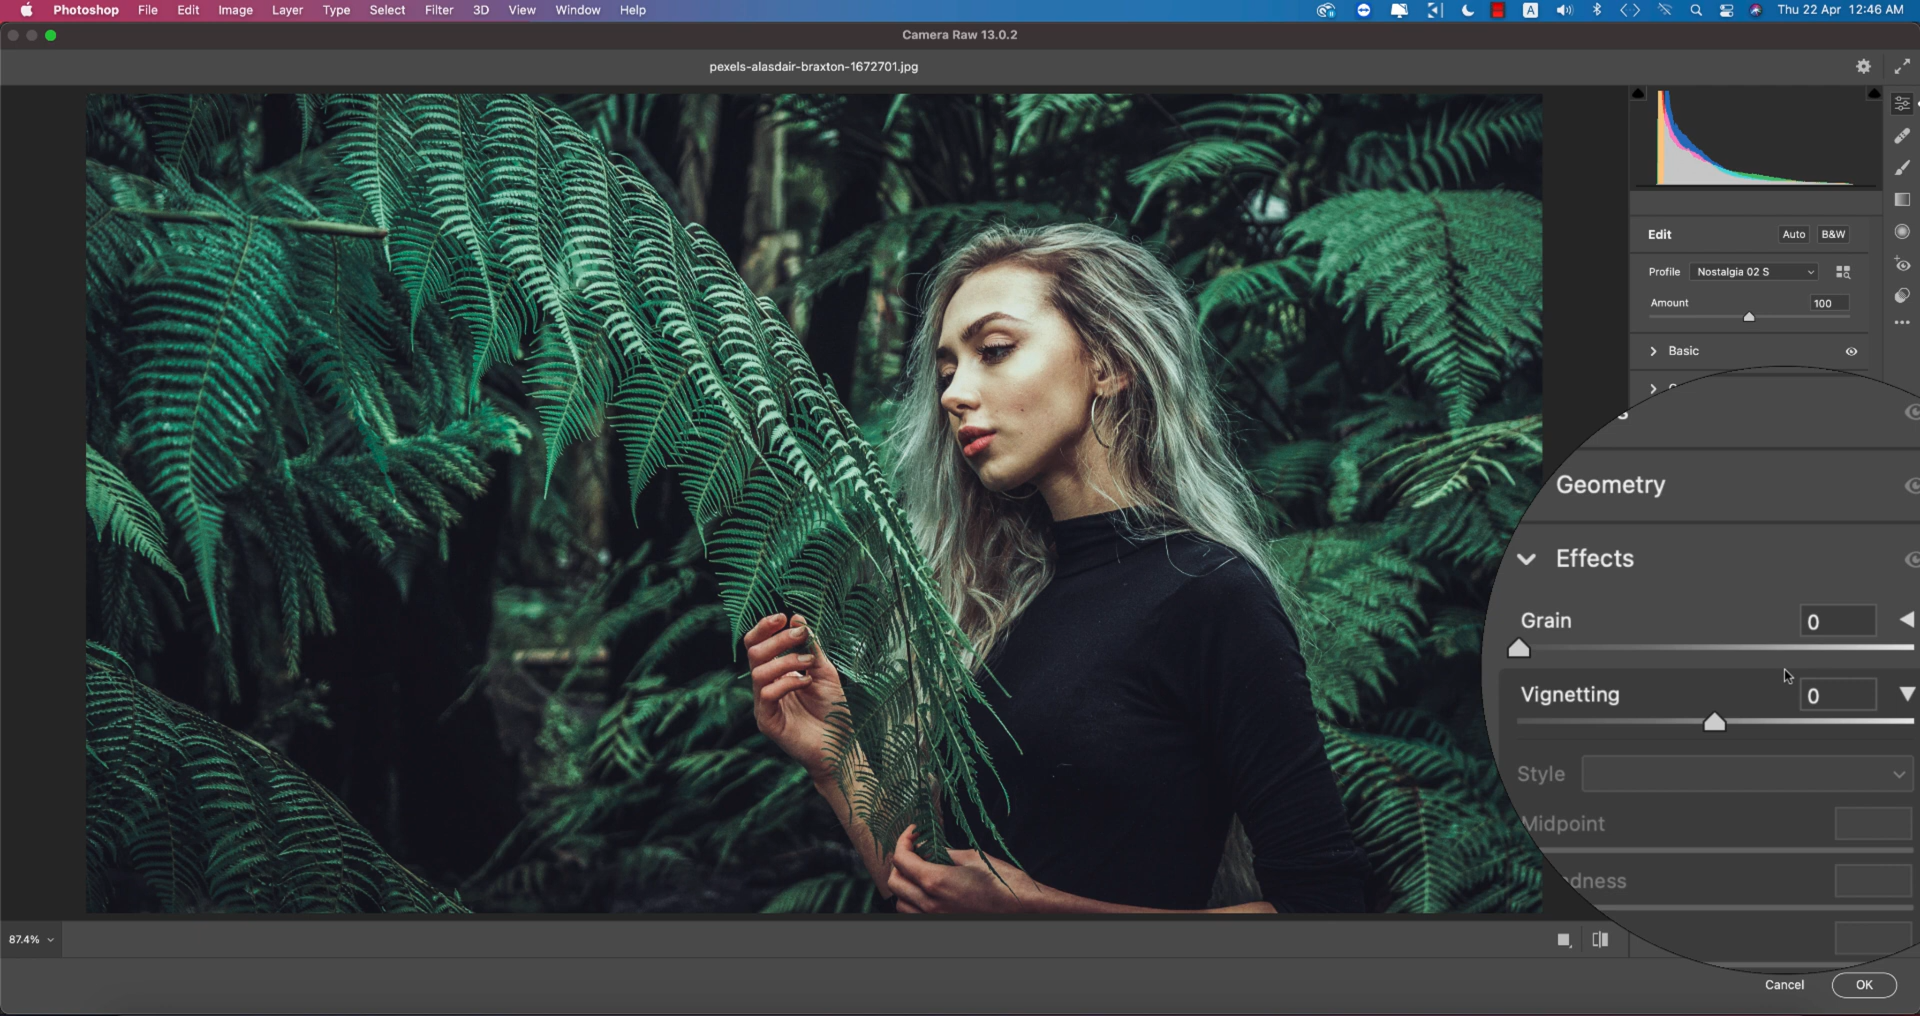 Photoshop File Edit Image Layer Type Select Filter 3D View Window Help
A Thu 22 Apr 12:46 AM
Camera Raw 13.0.2
pexels-alasdair-braxton-1672701.jpg
Edit Auto B&W
Profile Nostalgia 02 S
Amount 100
Basic
Geometry
Effects
Grain 0
Vignetting 0
Style
Midpoint
dness
87.4%
Cancel OK